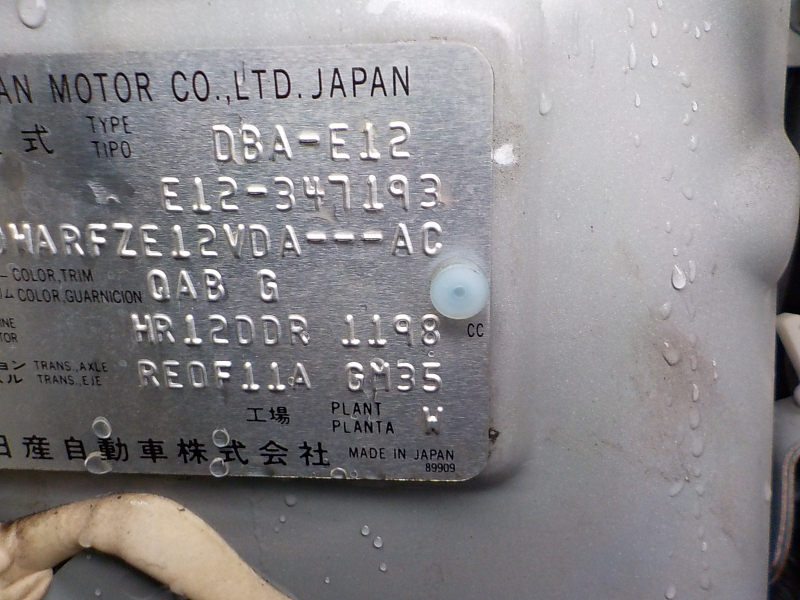 AN MOTOR CO.,LTD. JAPAN
式 TYPE TIPO DBA-E12
E12-347193
HARFZE12VDA---AC
COLOR,TRIM
COLOR,GUARNICION QAB G
HR12DDR 1198 CC
TRANS.,AXLE
TRANS.,EJE RE0F11A GM35
工場 PLANT PLANTA W
日産自動車株式会社 MADE IN JAPAN
89909